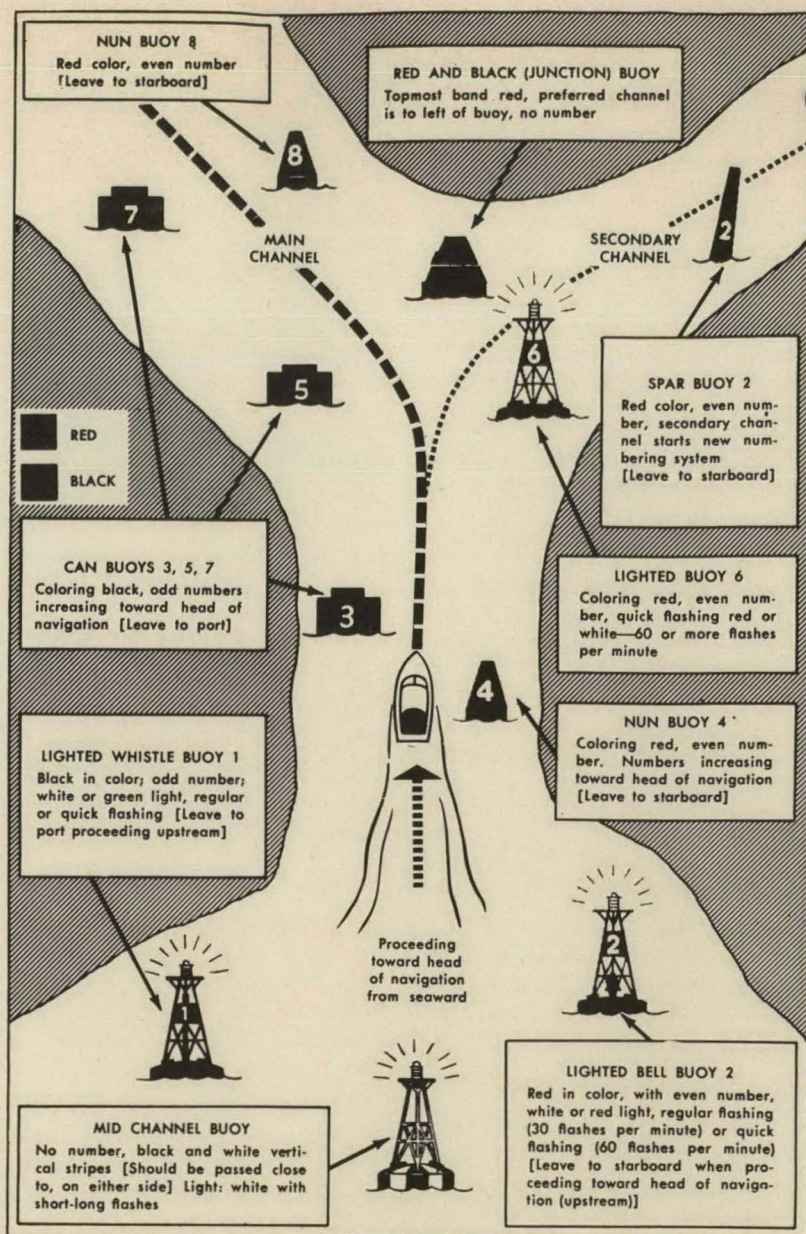 NUN BUOY 8
Red color, even number
[Leave to starboard]
RED AND BLACK (JUNCTION) BUOY
Topmost band red, preferred channel
is to left of buoy, no number
8
7
2
MAIN
CHANNEL
SECONDARY
CHANNEL
6
5
SPAR BUOY 2
Red color, even num-
ber, secondary chan-
nel starts new num-
bering system
[Leave to starboard]
RED
BLACK
CAN BUOYS 3, 5, 7
Coloring black, odd numbers
increasing toward head of
navigation [Leave to port]
3
LIGHTED BUOY 6
Coloring red, even num-
ber, quick flashing red or
white—60 or more flashes
per minute
4
NUN BUOY 4
Coloring red, even num-
ber. Numbers increasing
toward head of navigation
[Leave to starboard]
LIGHTED WHISTLE BUOY 1
Black in color; odd number;
white or green light, regular
or quick flashing [Leave to
port proceeding upstream]
Proceeding
toward head
of navigation
from seaward
2
1
LIGHTED BELL BUOY 2
Red in color, with even number,
white or red light, regular flashing
(30 flashes per minute) or quick
flashing (60 flashes per minute)
[Leave to starboard when pro-
ceeding toward head of naviga-
tion (upstream)]
MID CHANNEL BUOY
No number, black and white verti-
cal stripes [Should be passed close
to, on either side] Light: white with
short-long flashes